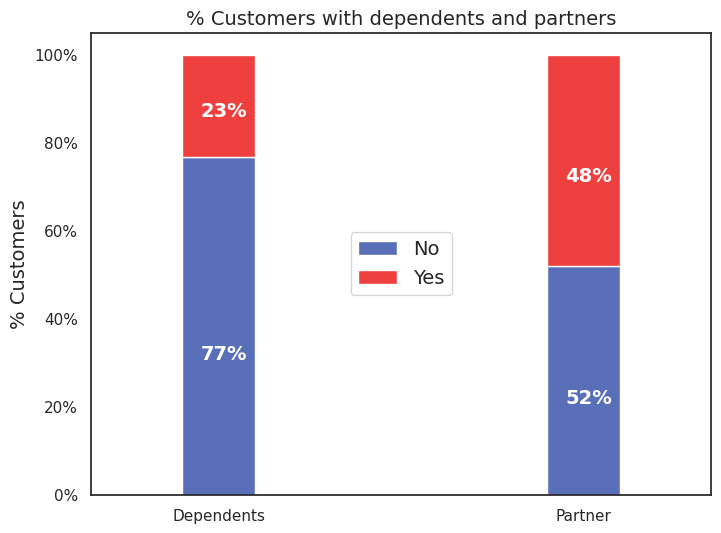 % Customers with dependents and partners
% Customers
100%
80%
60%
40%
20%
0%
23%
77%
48%
52%
No
Yes
Dependents
Partner